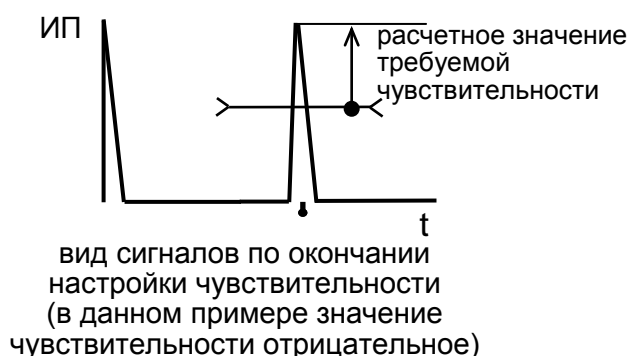 ИП
расчетное значение
требуемой
чувствительности
t
вид сигналов по окончании
настройки чувствительности
(в данном примере значение
чувствительности отрицательное)